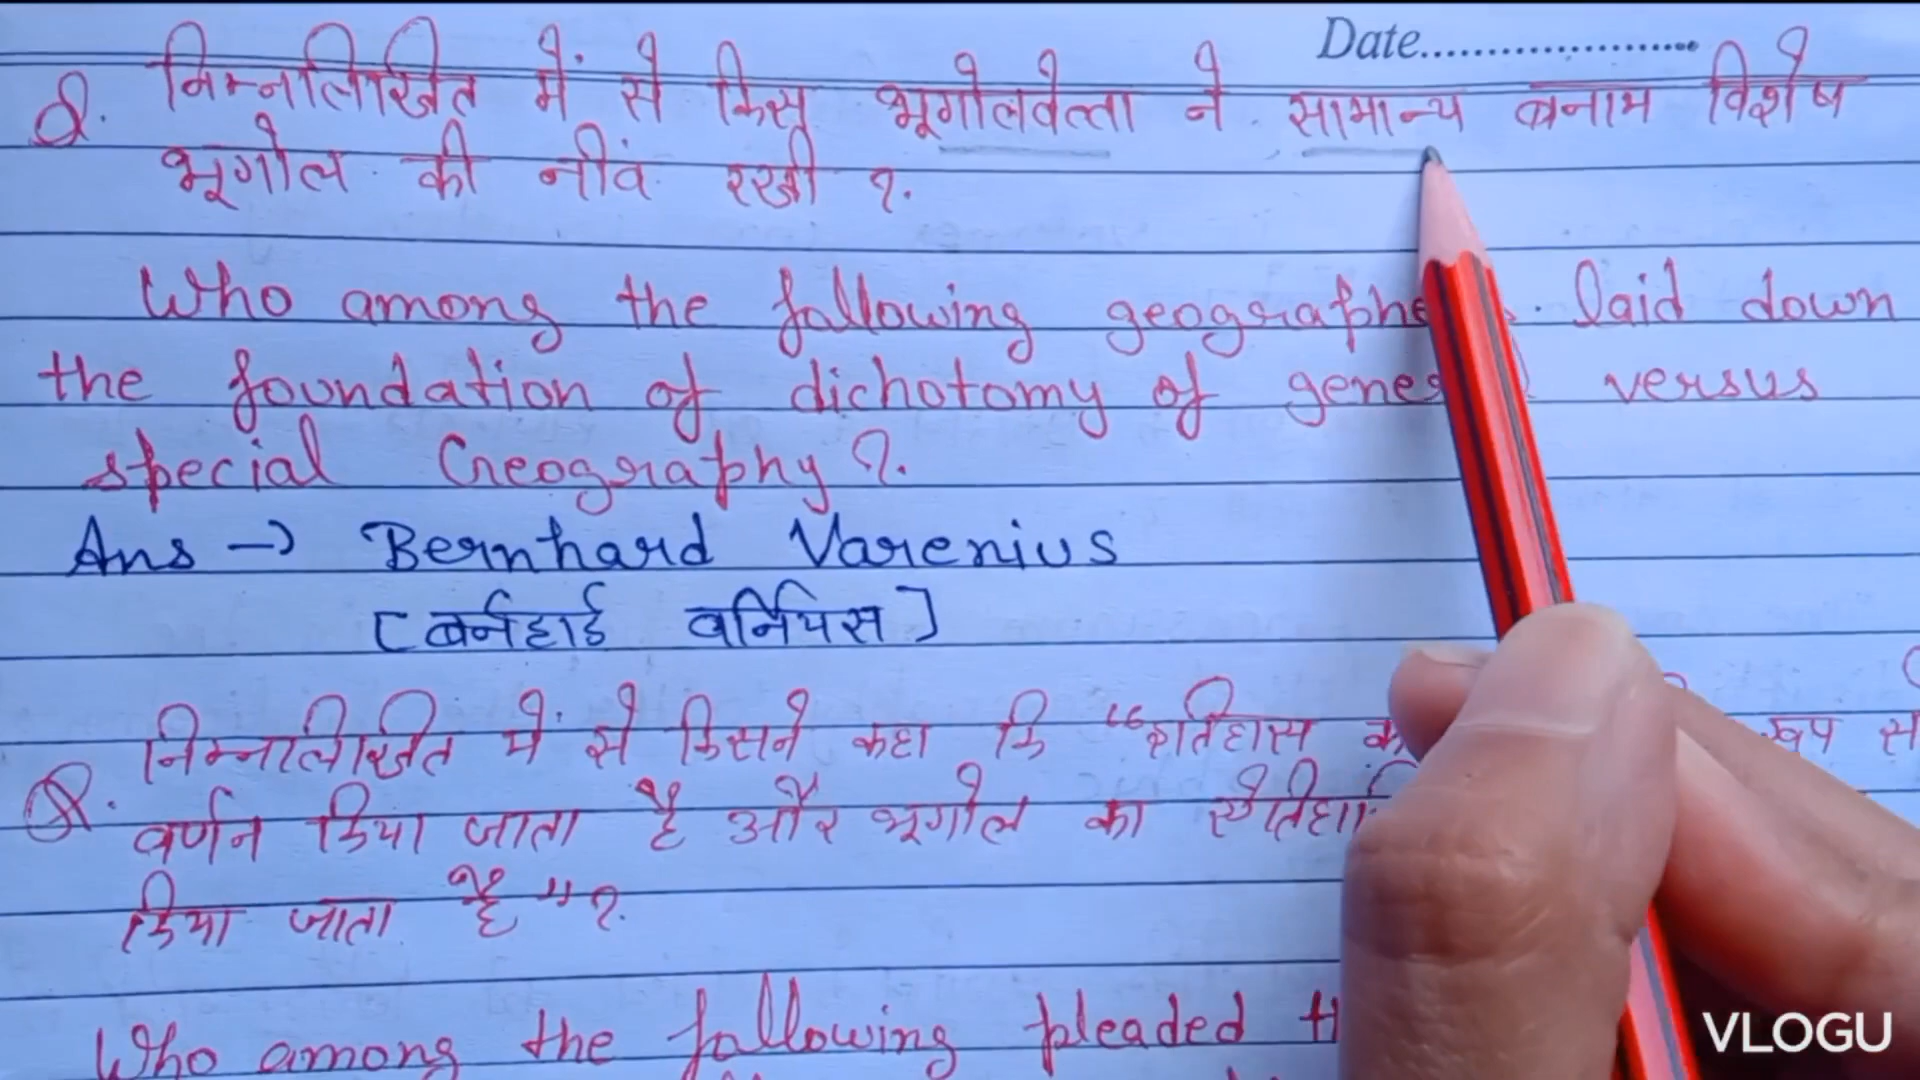 Date
Q. निम्नलिखित में से किस भूगोलवेत्ता ने सामान्य बनाम विशेष
भूगोल की नींव रखी ?.
Who among the following geographe laid down
the foundation of dichotomy of gene versus
special Geography ?.
Ans → Bernhard Varenius
[बर्नहार्ड वर्नियस]
निम्नलिखित में से किसने कहा कि "इतिहास रूप से
Q. वर्णन किया जाता है और भूगोल का
किया जाता है" ?.
Who among the following pleaded
VLOGU